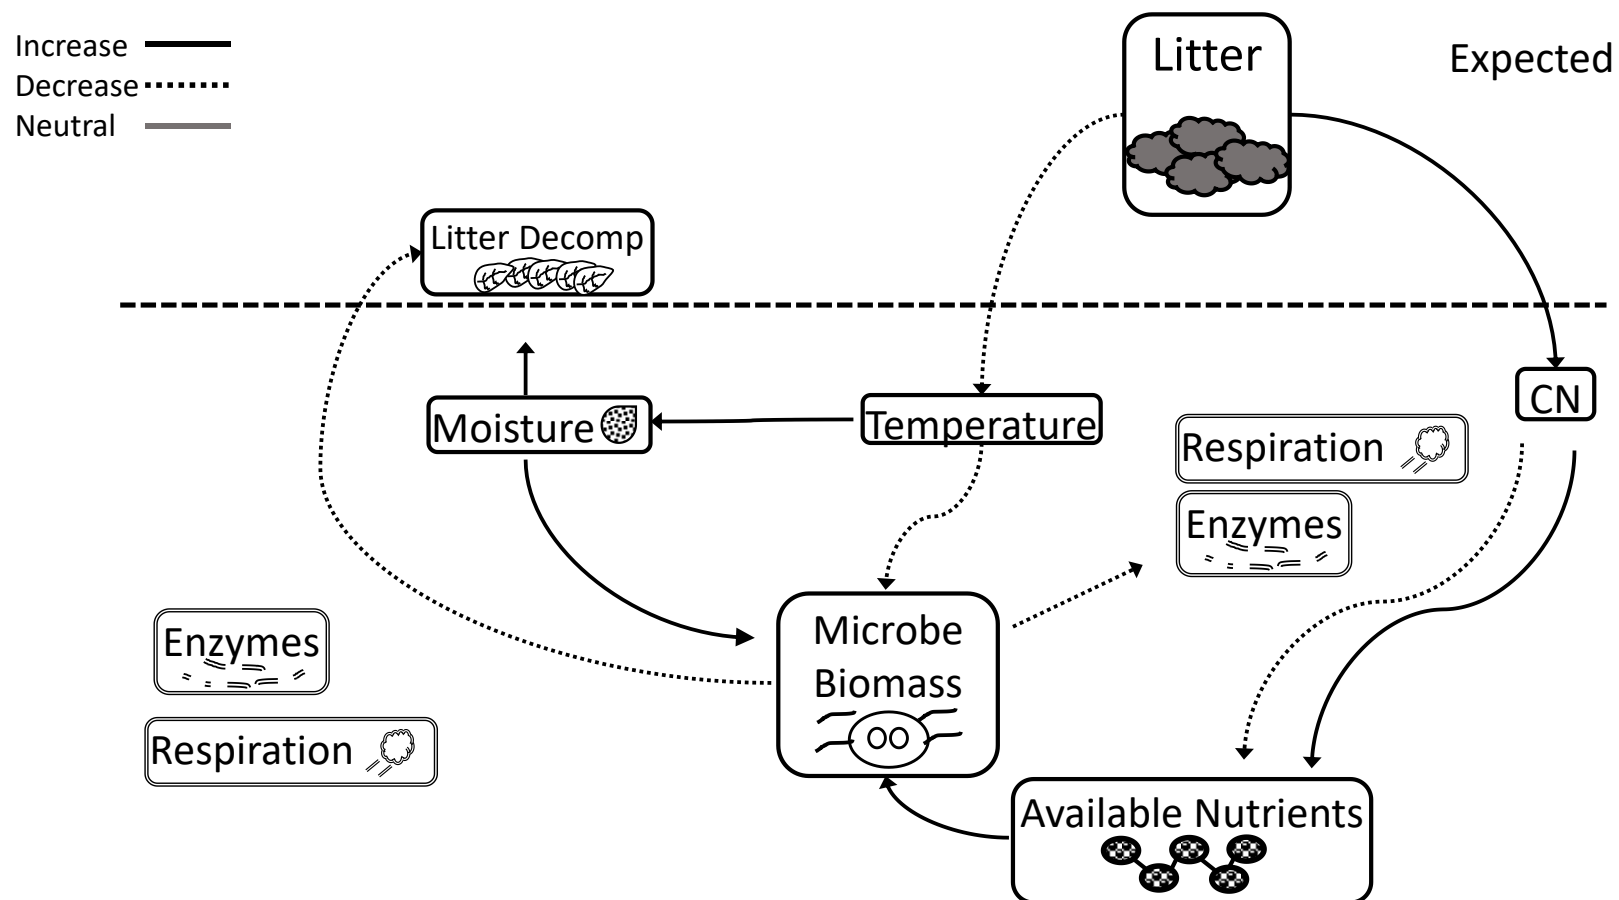 Increase
Decrease
Neutral
Litter
Expected
Litter Decomp
Moisture
Temperature
CN
Respiration
Enzymes
Enzymes
Respiration
Microbe
Biomass
Available Nutrients